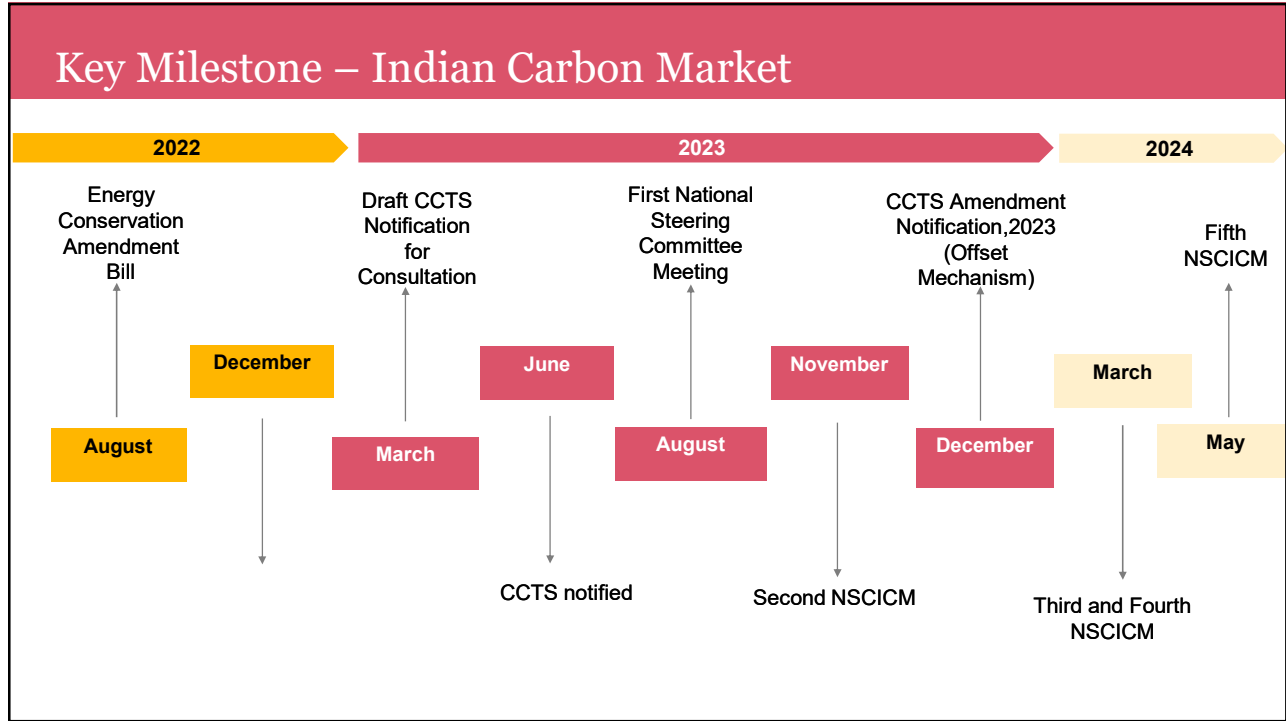 Key Milestone – Indian Carbon Market
2022
2023
2024
Energy
Conservation
Amendment
Bill
Draft CCTS
Notification
for
Consultation
First National
Steering
Committee
Meeting
CCTS Amendment
Notification,2023
(Offset
Mechanism)
Fifth
NSCICM
December
June
November
March
August
March
August
December
May
CCTS notified
Second NSCICM
Third and Fourth
NSCICM